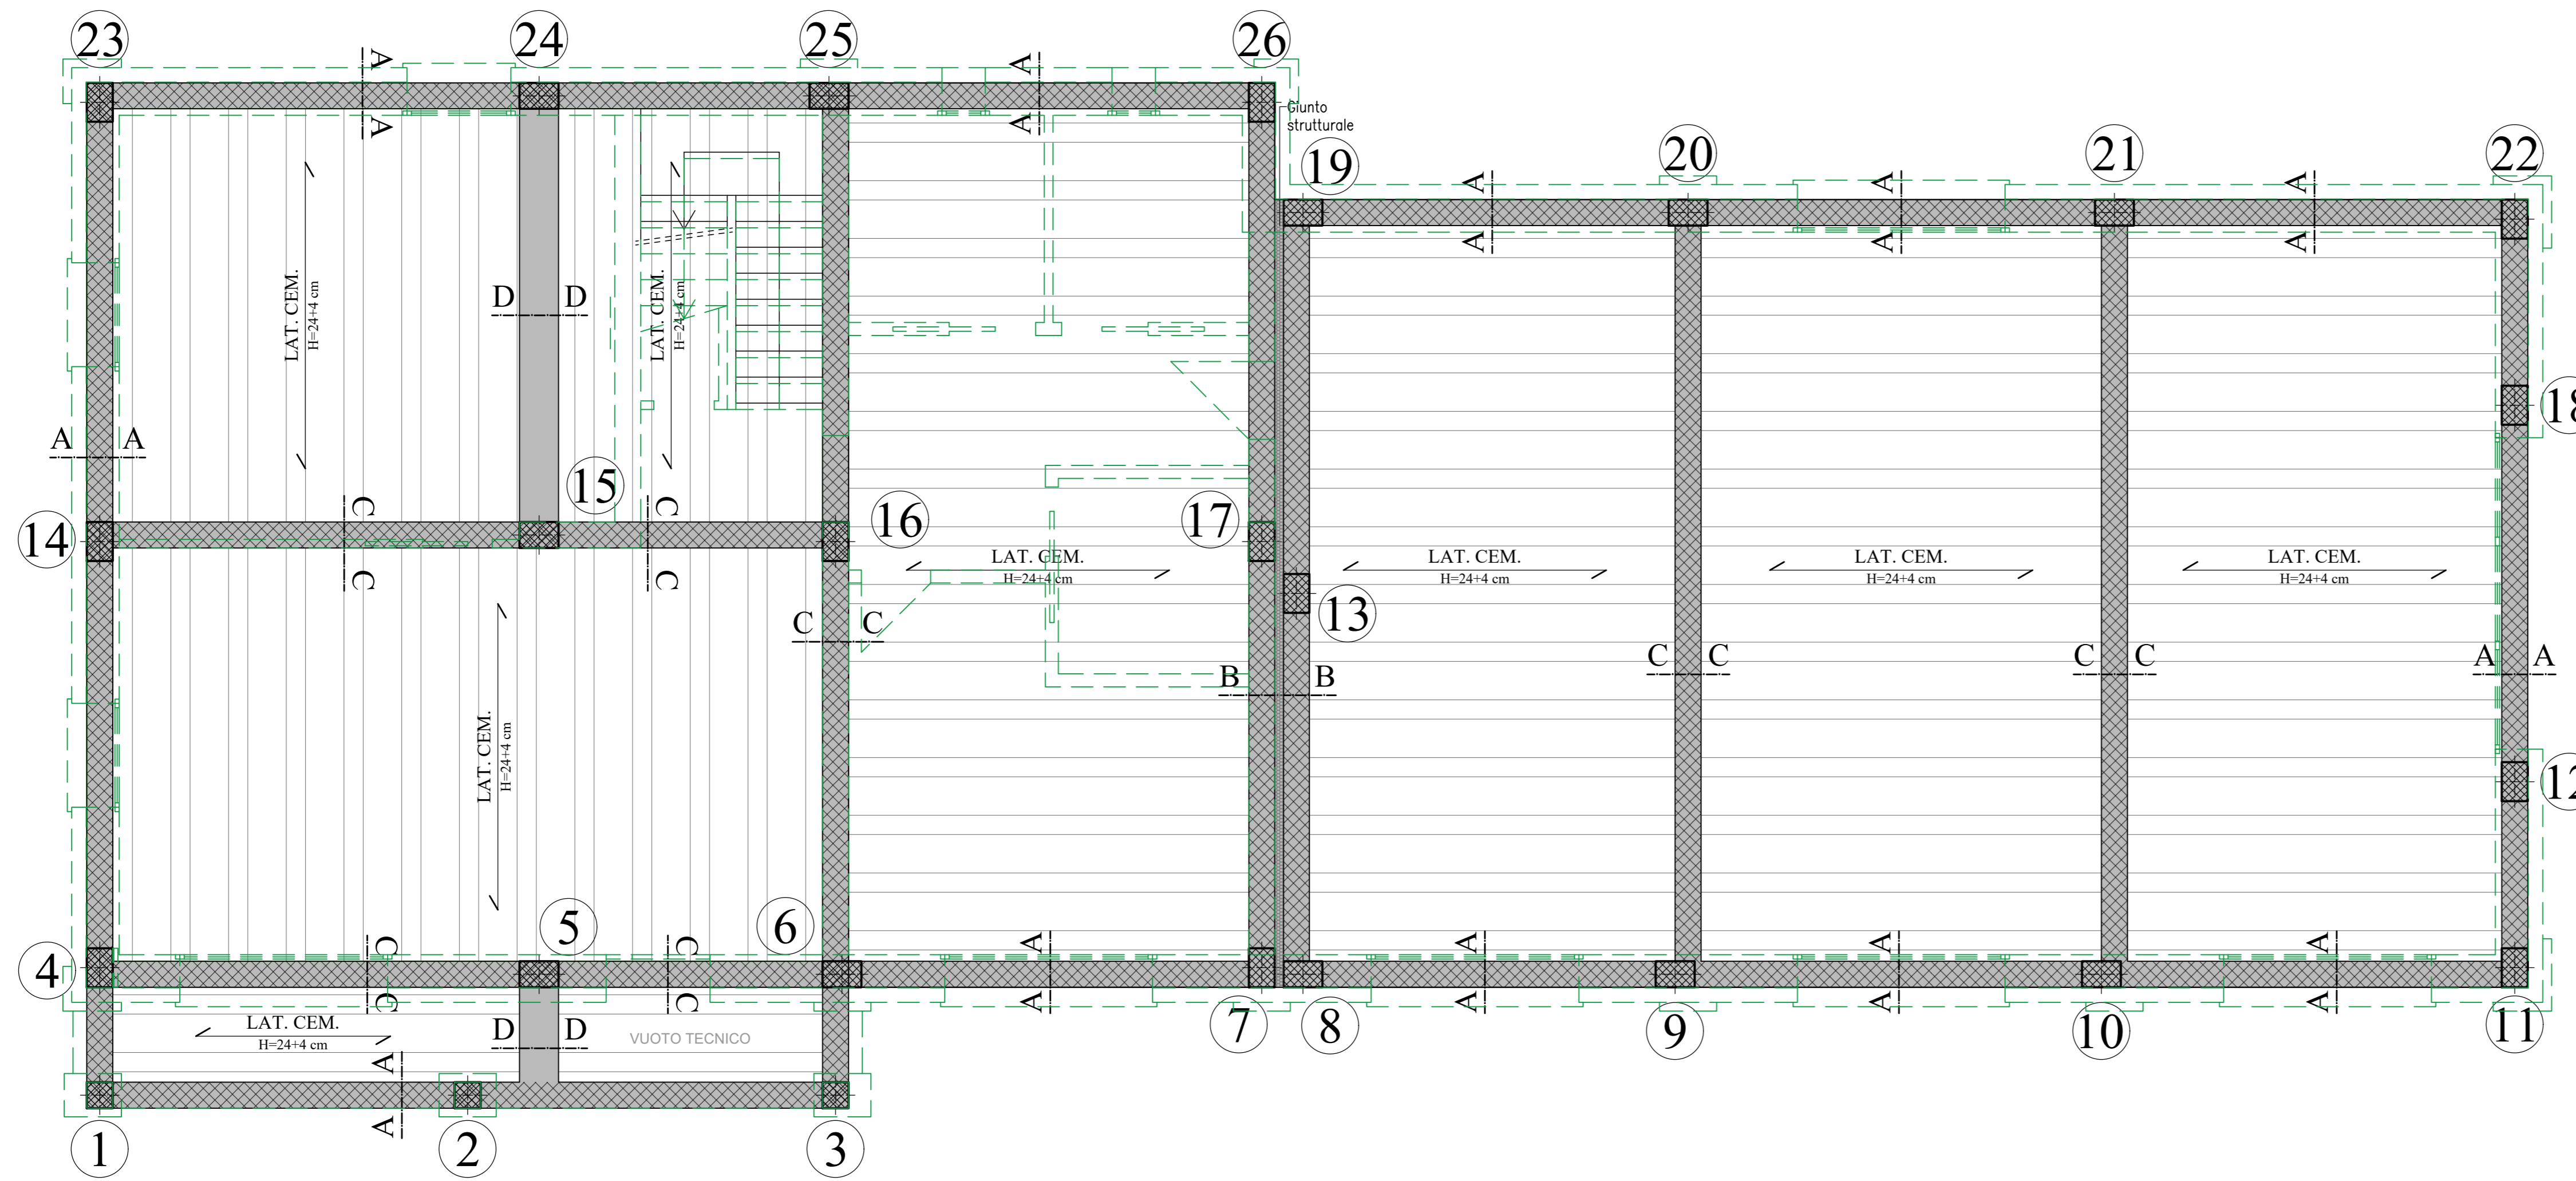 23
24
25
26
A
A
A
A
Giunto
strutturale
19
20
21
22
A
A
A
A
A
A
LAT. CEM.
H=24+4 cm
D D
LAT. CEM.
H=24+4 cm
18
A A
15
C
C
14
16
17
C
C
LAT. CEM.
H=24+4 cm
LAT. CEM.
H=24+4 cm
LAT. CEM.
H=24+4 cm
LAT. CEM.
H=24+4 cm
13
C C
B B
C C
C C
A A
LAT. CEM.
H=24+4 cm
12
5
6
4
C
C
C
C
A
A
A
A
A
A
A
A
LAT. CEM.
H=24+4 cm
D D
VUOTO TECNICO
7
8
9
10
11
A
A
1
2
3